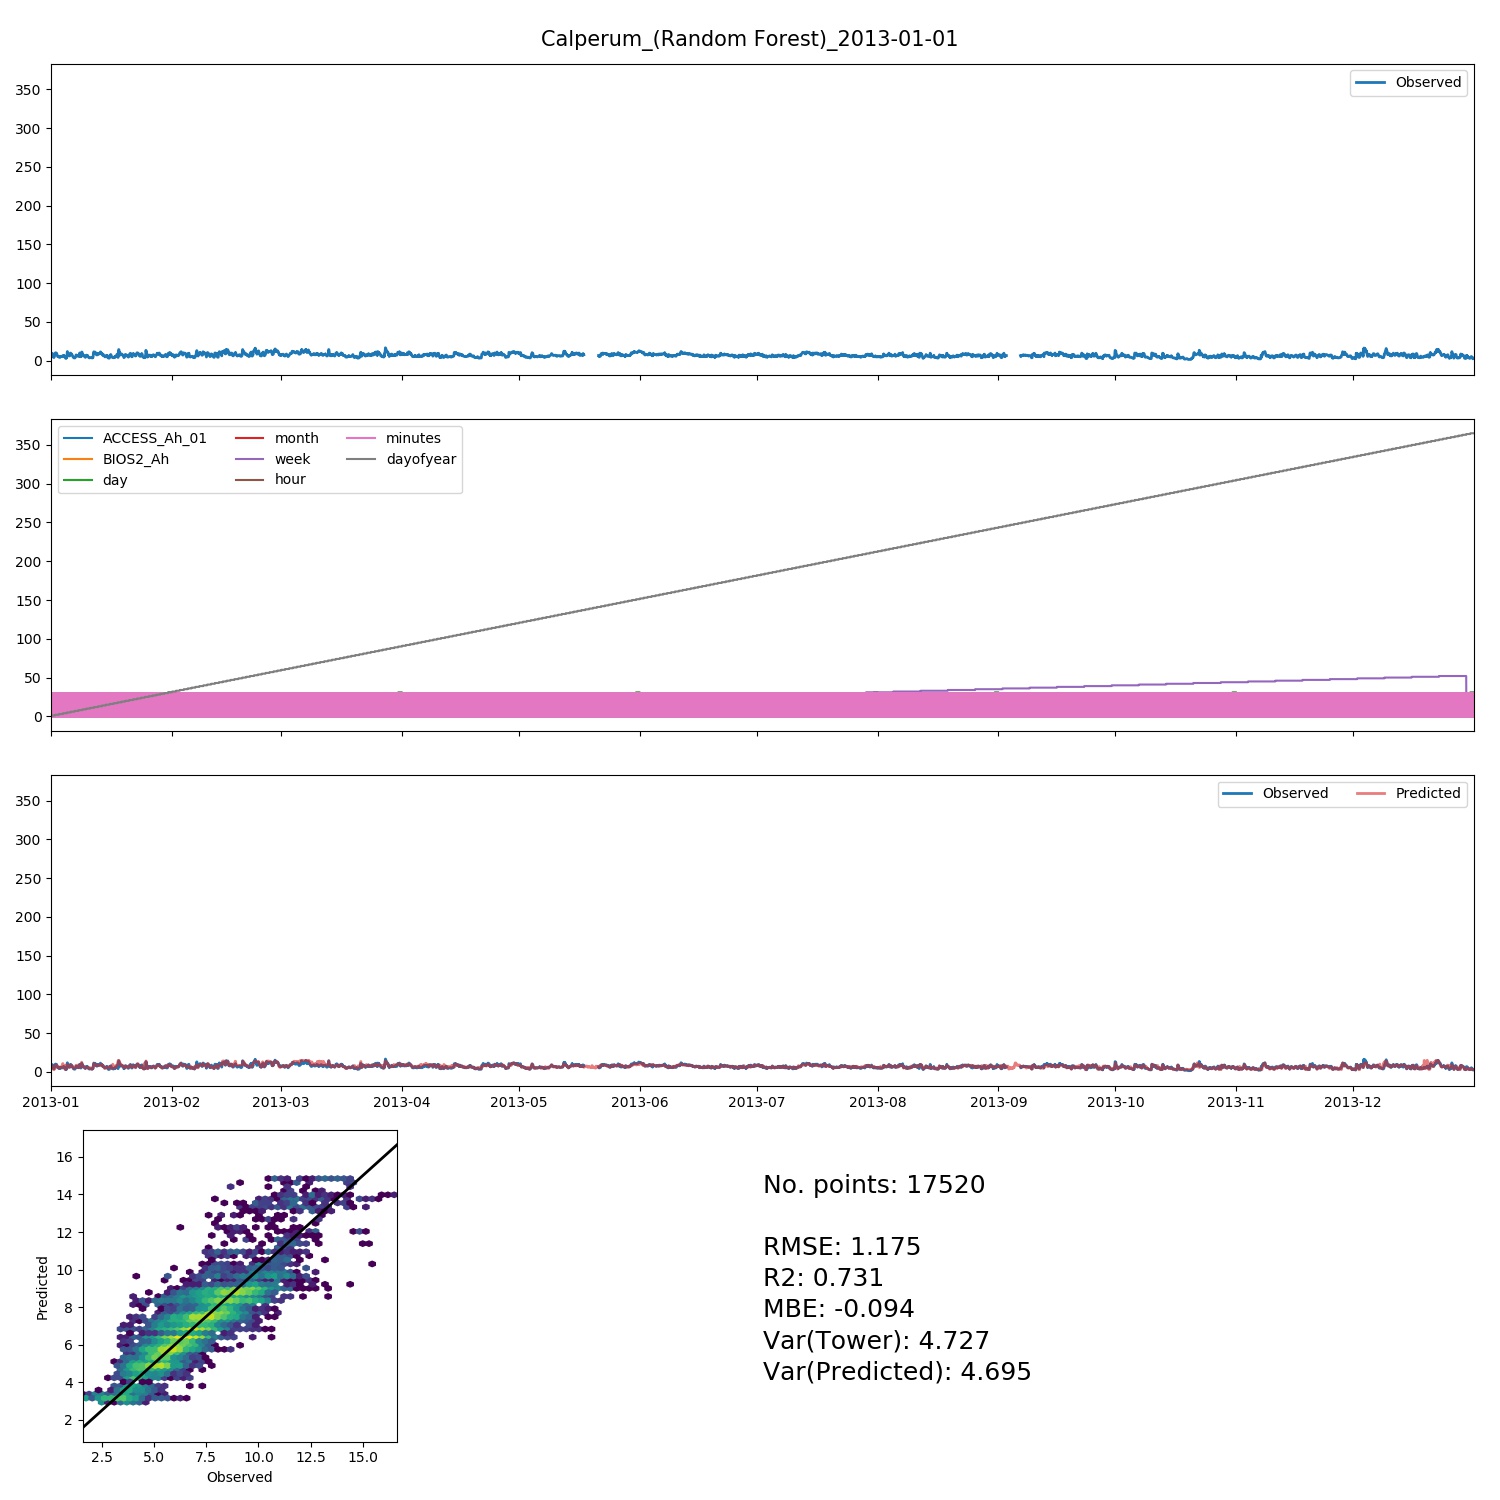 Calperum_(Random Forest)_2013-01-01
350
300
250
200
150
100
50
0
Observed
350
300
250
200
150
100
50
0
ACCESS_Ah_01 month minutes
BIOS2_Ah week dayofyear
day hour
350
300
250
200
150
100
50
0
Observed Predicted
2013-01 2013-02 2013-03 2013-04 2013-05 2013-06 2013-07 2013-08 2013-09 2013-10 2013-11 2013-12
16
14
12
10
8
6
4
2
Predicted
2.5 5.0 7.5 10.0 12.5 15.0
Observed
No. points: 17520
RMSE: 1.175
R2: 0.731
MBE: -0.094
Var(Tower): 4.727
Var(Predicted): 4.695